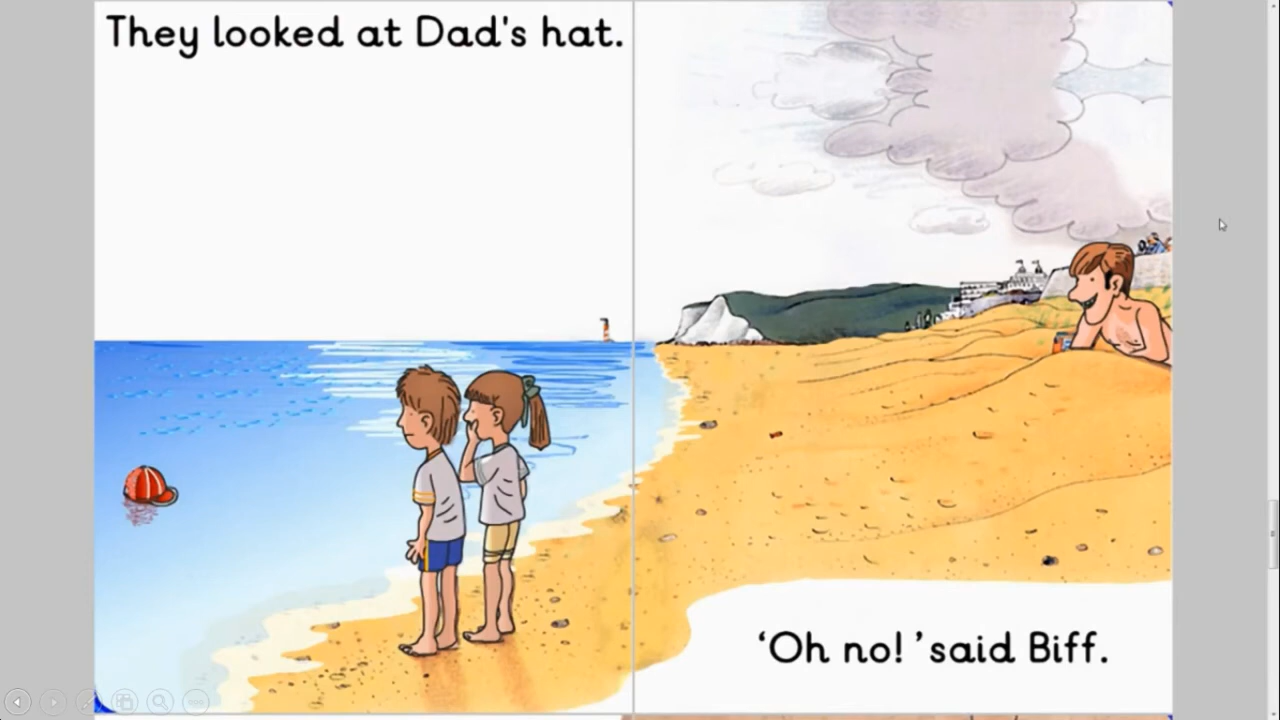 They looked at Dad's hat.
‘Oh no! ’said Biff.